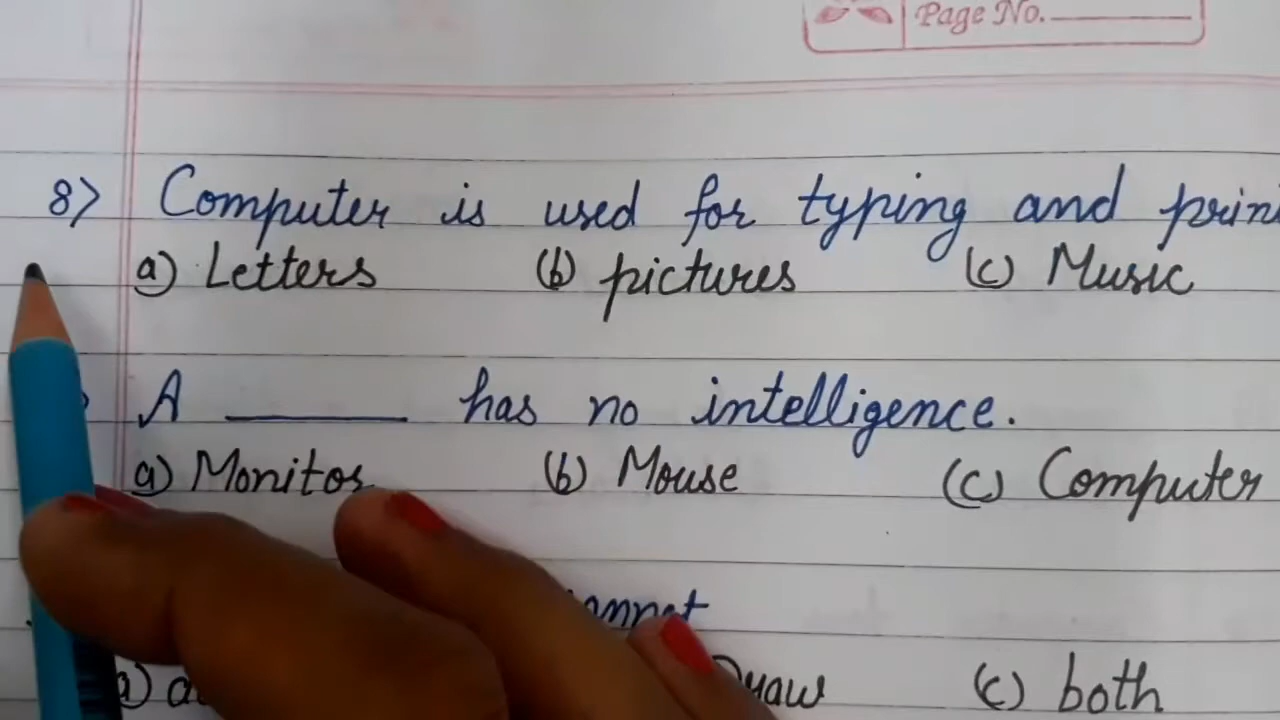 Page No.
8) Computer is used for typing and prin
a) Letters (b) pictures (c) Music
A ______ has no intelligence.
a) Monitor (b) Mouse (c) Computer
a) (c) both